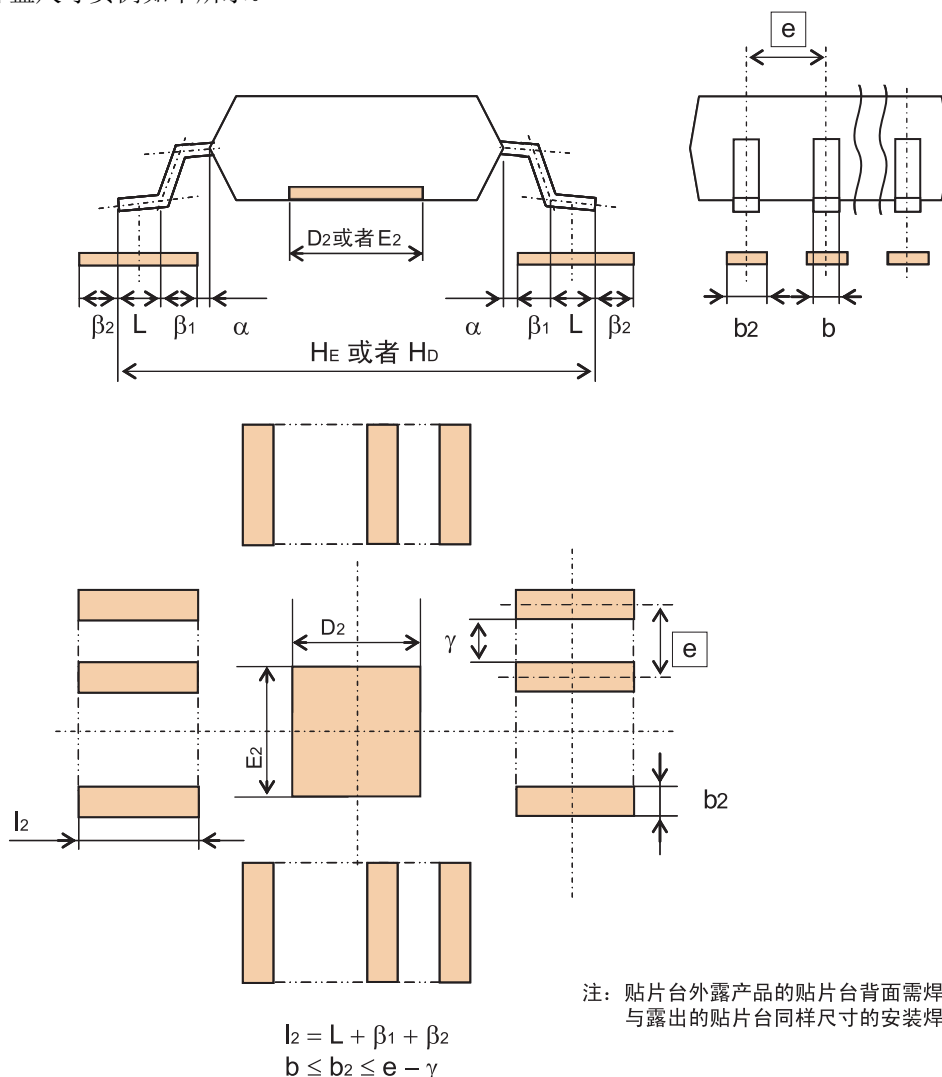 e
D2或者 E2
β2 L β1 α
α β1 L β2
b2 b
HE 或者 HD
D2
γ
e
E2
b2
l2
注：贴片台外露产品的贴片台背面需焊
与露出的贴片台同样尺寸的安装焊
l2 = L + β1 + β2
b ≤ b2 ≤ e − γ